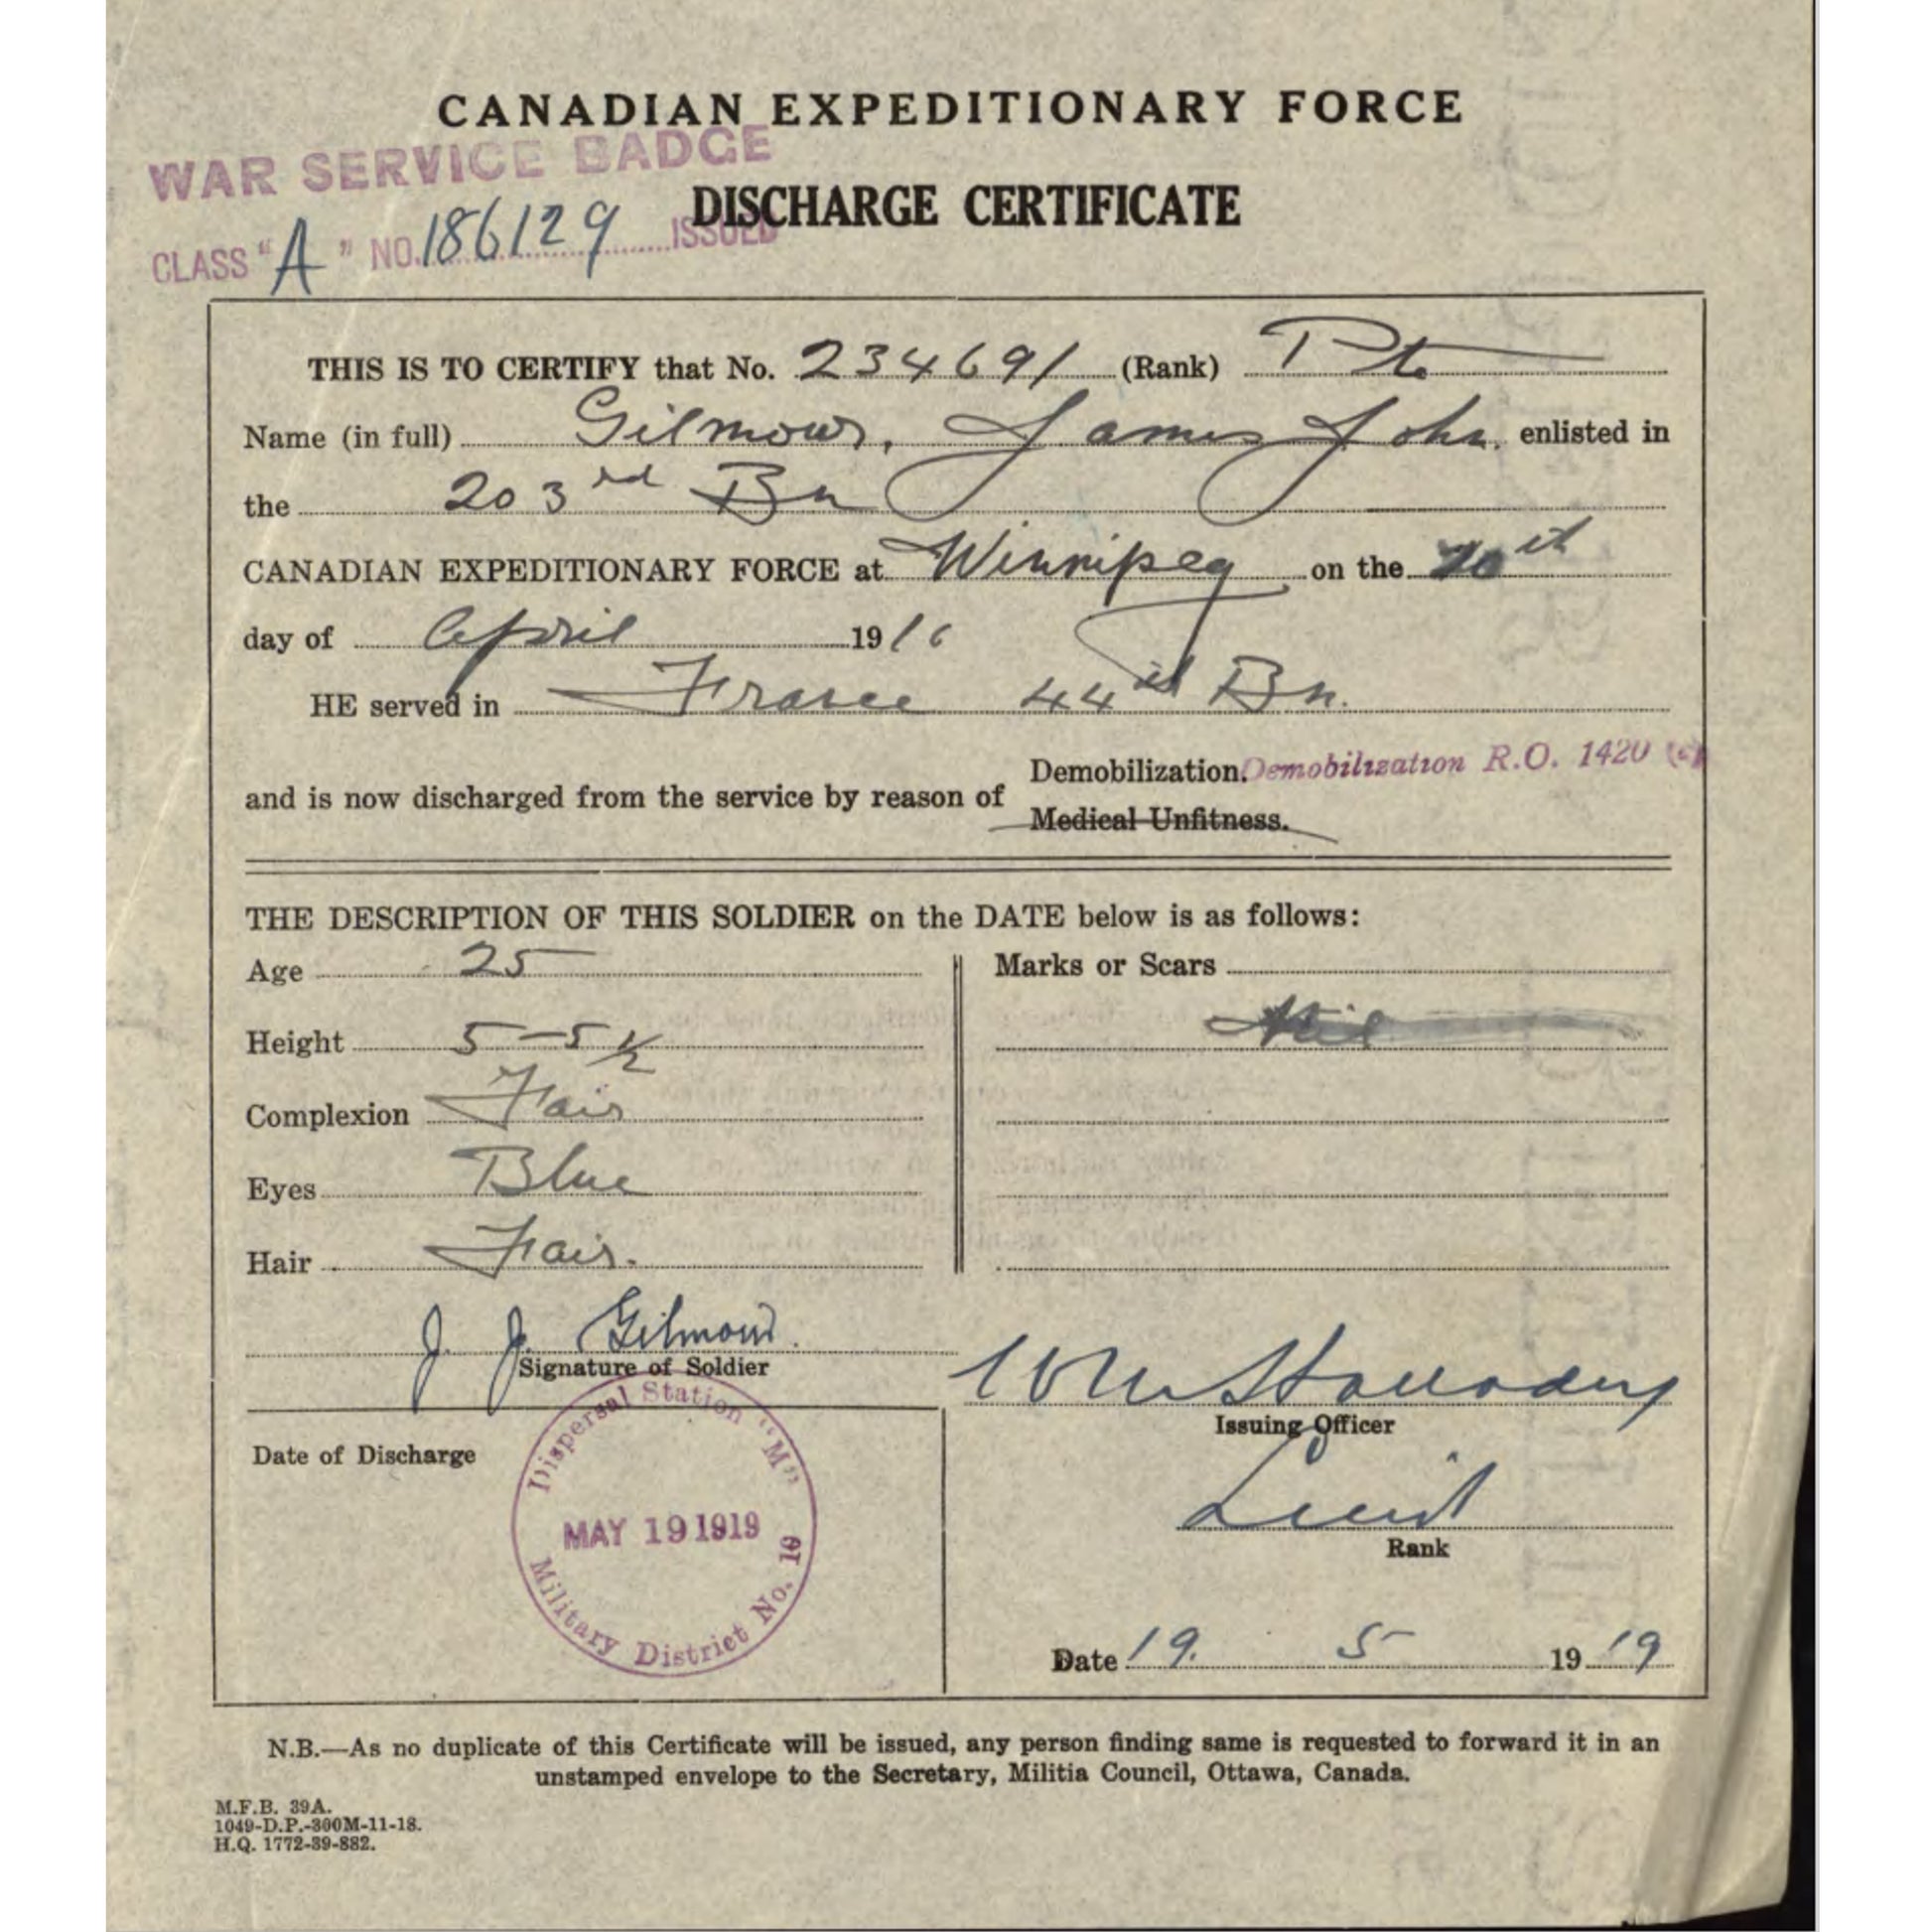 CANADIAN EXPEDITIONARY FORCE
WAR SERVICE BADGE
DISCHARGE CERTIFICATE
CLASS "A" NO. 186129 ISSUED
THIS IS TO CERTIFY that No. 234691 (Rank) Pte
Name (in full) Gilmour, James John. enlisted in
the 203rd Bn
CANADIAN EXPEDITIONARY FORCE at Winnipeg on the
day of April 1916
HE served in France 44th Bn.
Demobilization. Demobilization R.O. 1420
and is now discharged from the service by reason of
Medical Unfitness.
THE DESCRIPTION OF THIS SOLDIER on the DATE below is as follows:
Age 25
Height 5-5½
Complexion Fair
Eyes Blue
Hair Fair.
Marks or Scars
Nil
J. J. Gilmour.
Signature of Soldier
Issuing Officer
Lieut
Rank
Date of Discharge
Dispersal Station "M"
MAY 19 1919
Military District No. 10
Date 19. 5 1919
N.B.—As no duplicate of this Certificate will be issued, any person finding same is requested to forward it in an
unstamped envelope to the Secretary, Militia Council, Ottawa, Canada.
M.F.B. 39A.
1049-D.P.-300M-11-18.
H.Q. 1772-39-882.